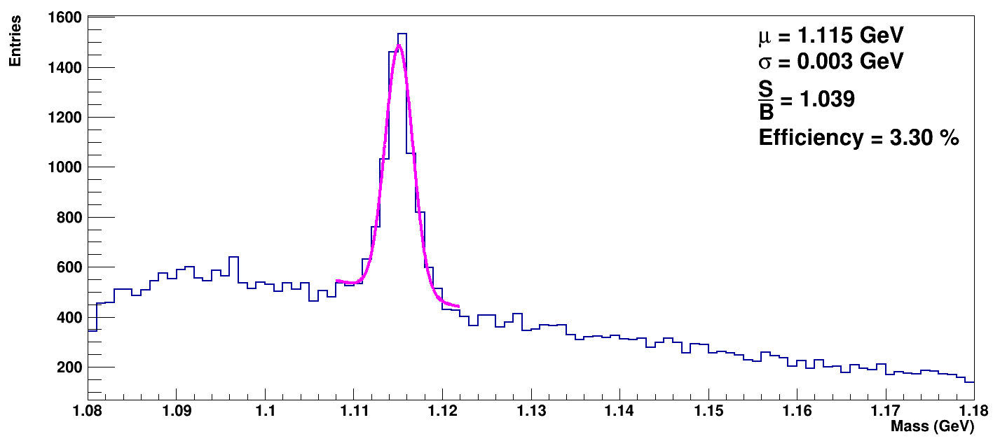 Entries
1600
1400
1200
1000
800
600
400
200
μ = 1.115 GeV
σ = 0.003 GeV
S
B = 1.039
Efficiency = 3.30 %
1.08 1.09 1.1 1.11 1.12 1.13 1.14 1.15 1.16 1.17 1.18
Mass (GeV)